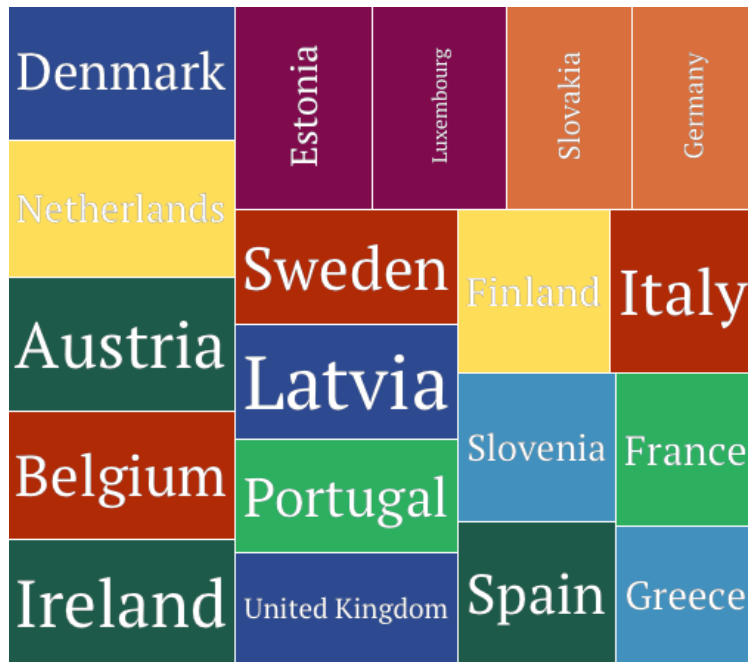 Denmark
Netherlands
Austria
Belgium
Ireland
Estonia
Luxembourg
Slovakia
Germany
Sweden
Latvia
Portugal
United Kingdom
Finland
Italy
Slovenia
France
Spain
Greece